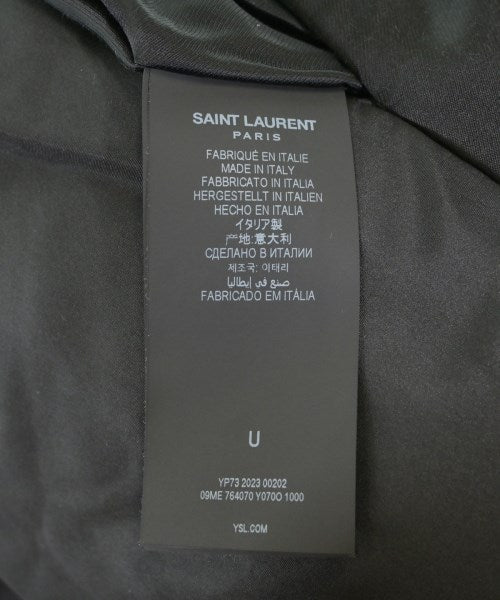 SAINT LAURENT
PARIS
FABRIQUÉ EN ITALIE
MADE IN ITALY
FABBRICATO IN ITALIA
HERGESTELLT IN ITALIEN
HECHO EN ITALIA
イタリア製
产地:意大利
СДЕЛАНО В ИТАЛИИ
제조국: 이태리
صنع في إيطاليا
FABRICADO EM ITÁLIA
U
YP73 2023 00202
09ME 764070 Y070O 1000
YSL.COM